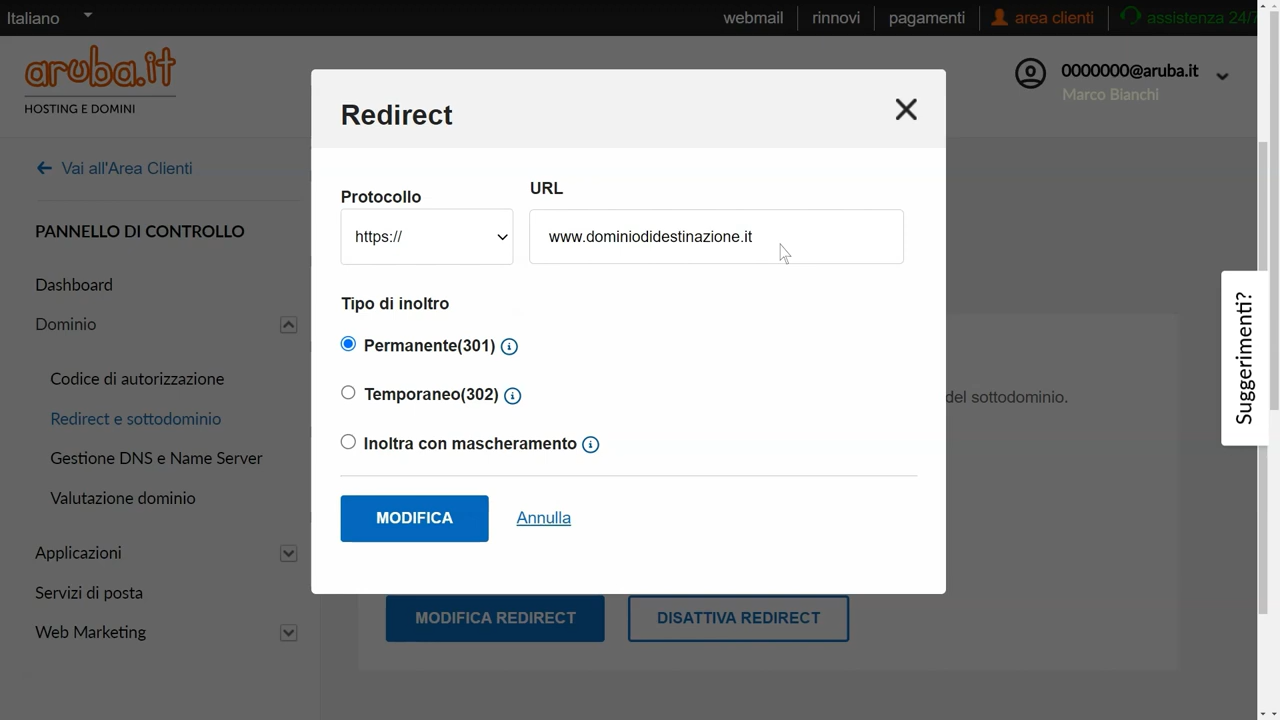 Italiano
webmail
rinnovi
pagamenti
area clienti
assistenza 24/7
aruba.it
HOSTING E DOMINI
0000000@aruba.it
Marco Bianchi
Vai all'Area Clienti
PANNELLO DI CONTROLLO
Dashboard
Dominio
Codice di autorizzazione
Redirect e sottodominio
Gestione DNS e Name Server
Valutazione dominio
Applicazioni
Servizi di posta
Web Marketing
Redirect
Protocollo
URL
https://
www.dominiodidestinazione.it
Tipo di inoltro
Permanente(301)
Temporaneo(302)
Inoltra con mascheramento
MODIFICA
Annulla
del sottodominio.
MODIFICA REDIRECT
DISATTIVA REDIRECT
Suggerimenti?